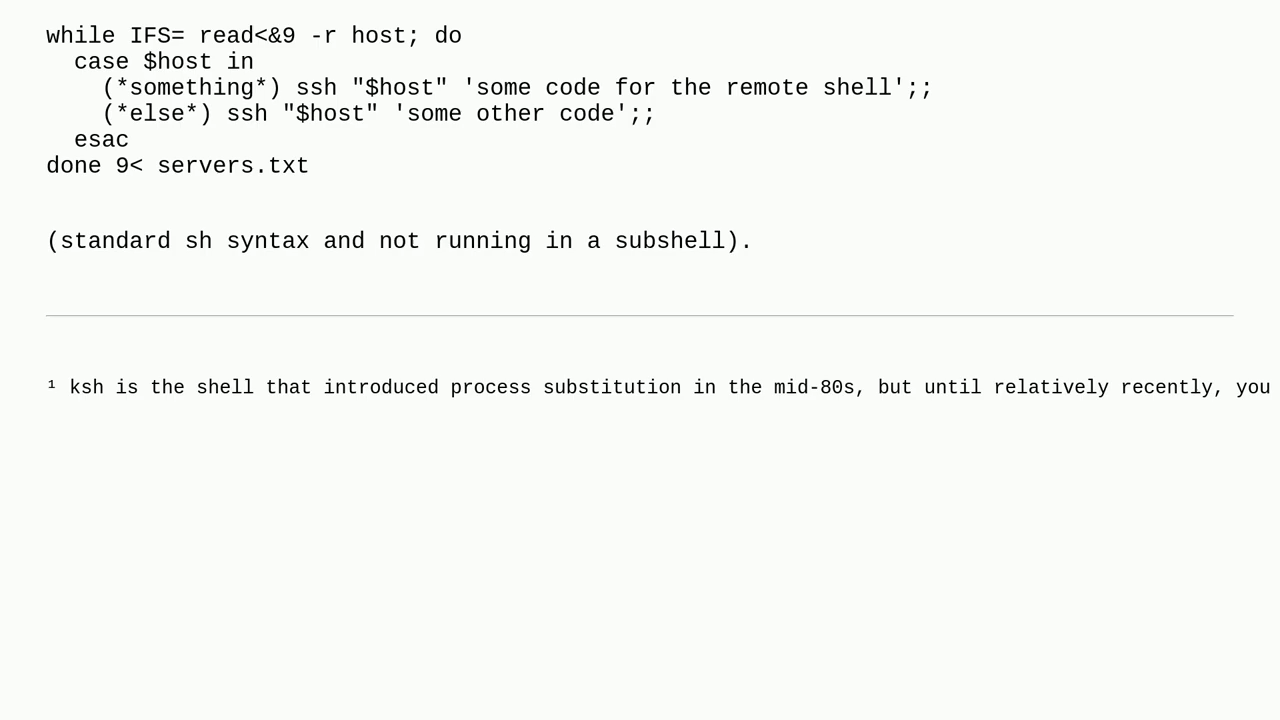 while IFS= read<&9 -r host; do
  case $host in
    (*something*) ssh "$host" 'some code for the remote shell';;
    (*else*) ssh "$host" 'some other code';;
  esac
done 9< servers.txt
(standard sh syntax and not running in a subshell).
¹ ksh is the shell that introduced process substitution in the mid-80s, but until relatively recently, you